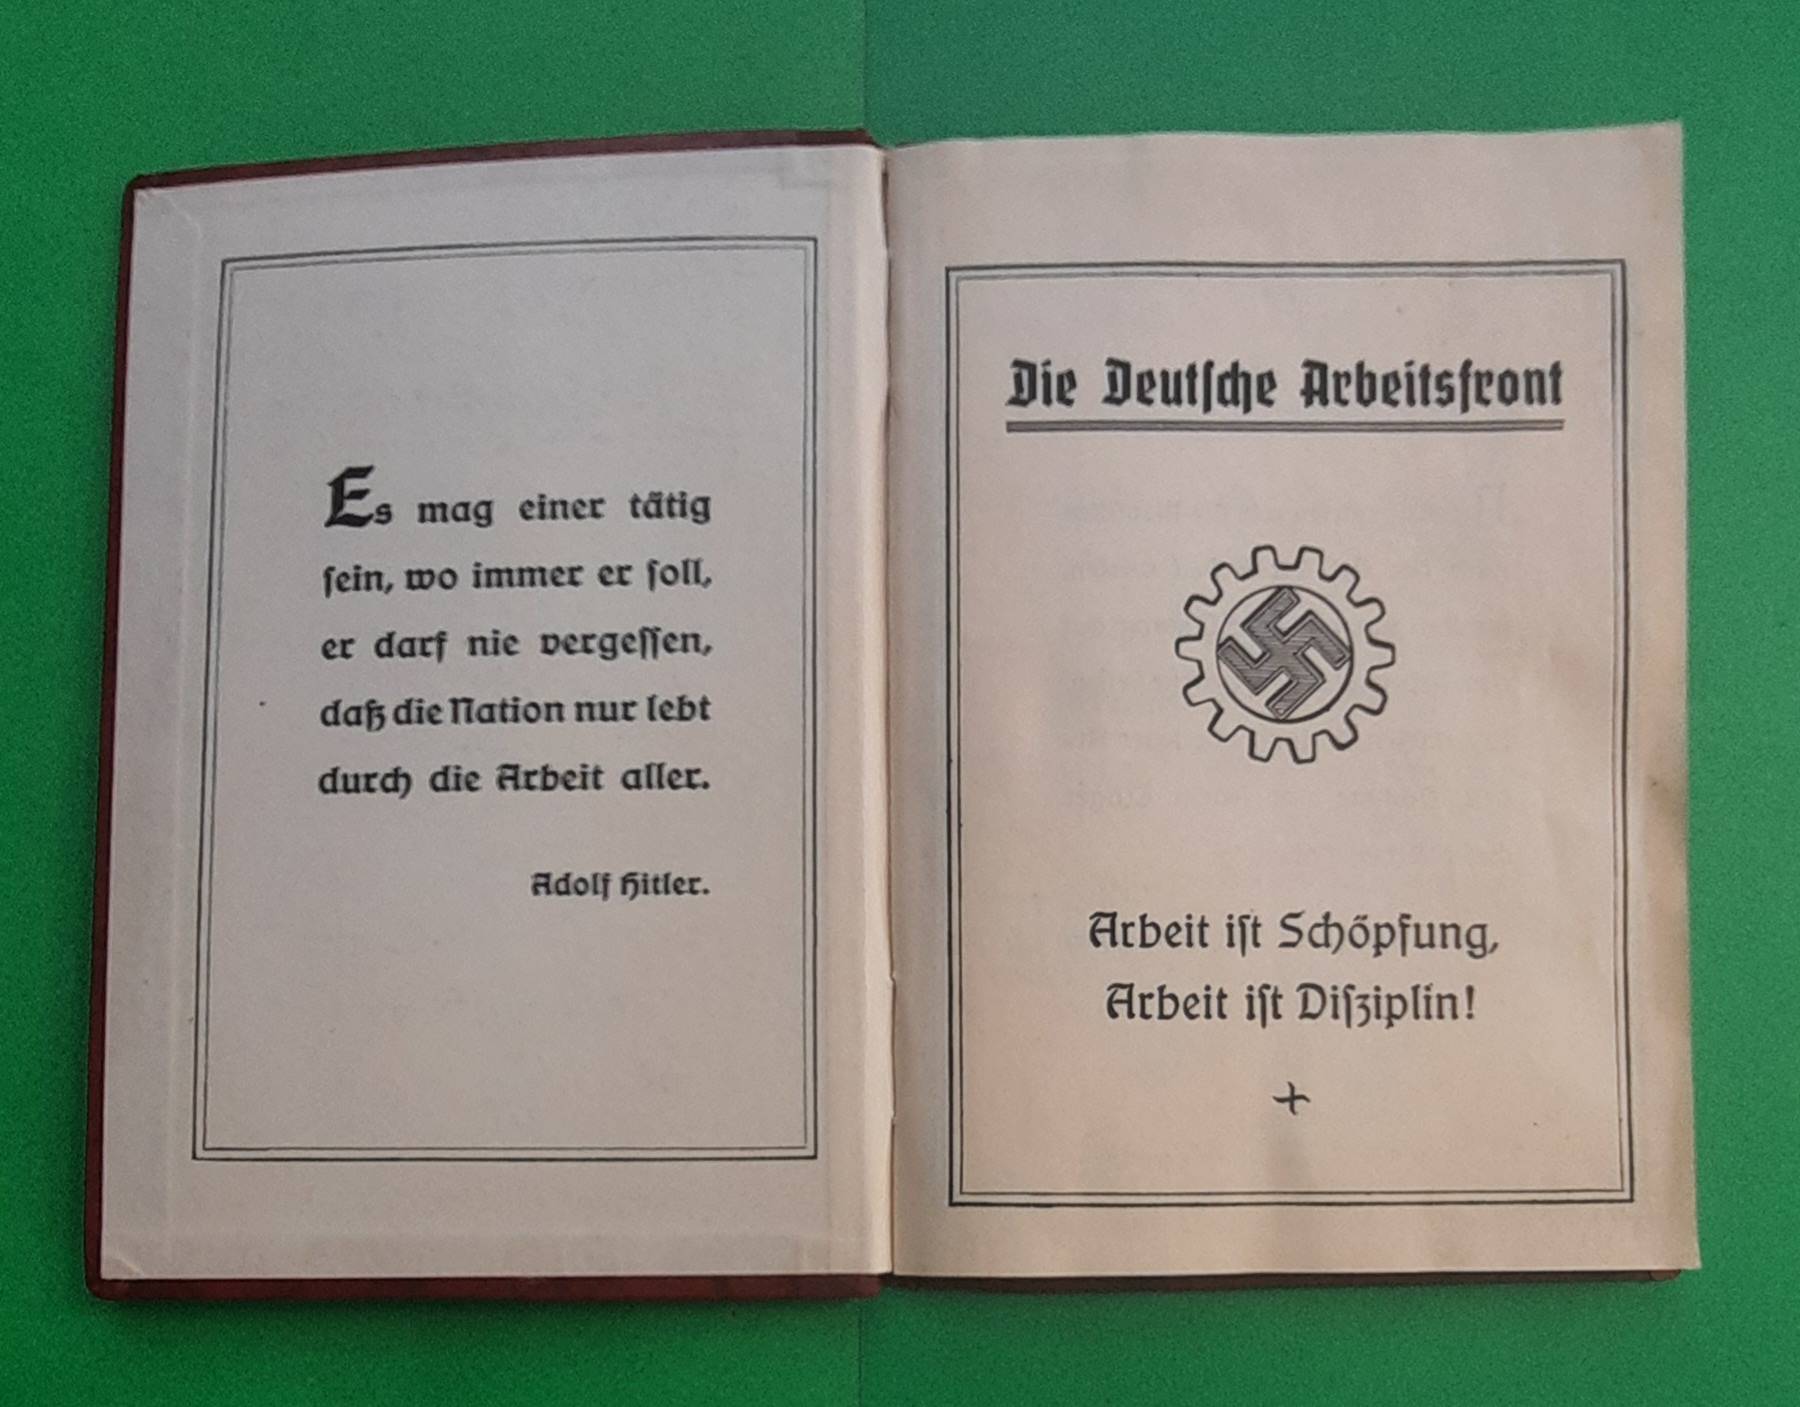 Es mag einer tätig
ſein, wo immer er ſoll,
er darf nie vergeſſen,
daß die Nation nur lebt
durch die Arbeit aller.
Adolf Hitler.
Die Deutſche Arbeitsfront
Arbeit iſt Schöpfung,
Arbeit iſt Diſziplin!